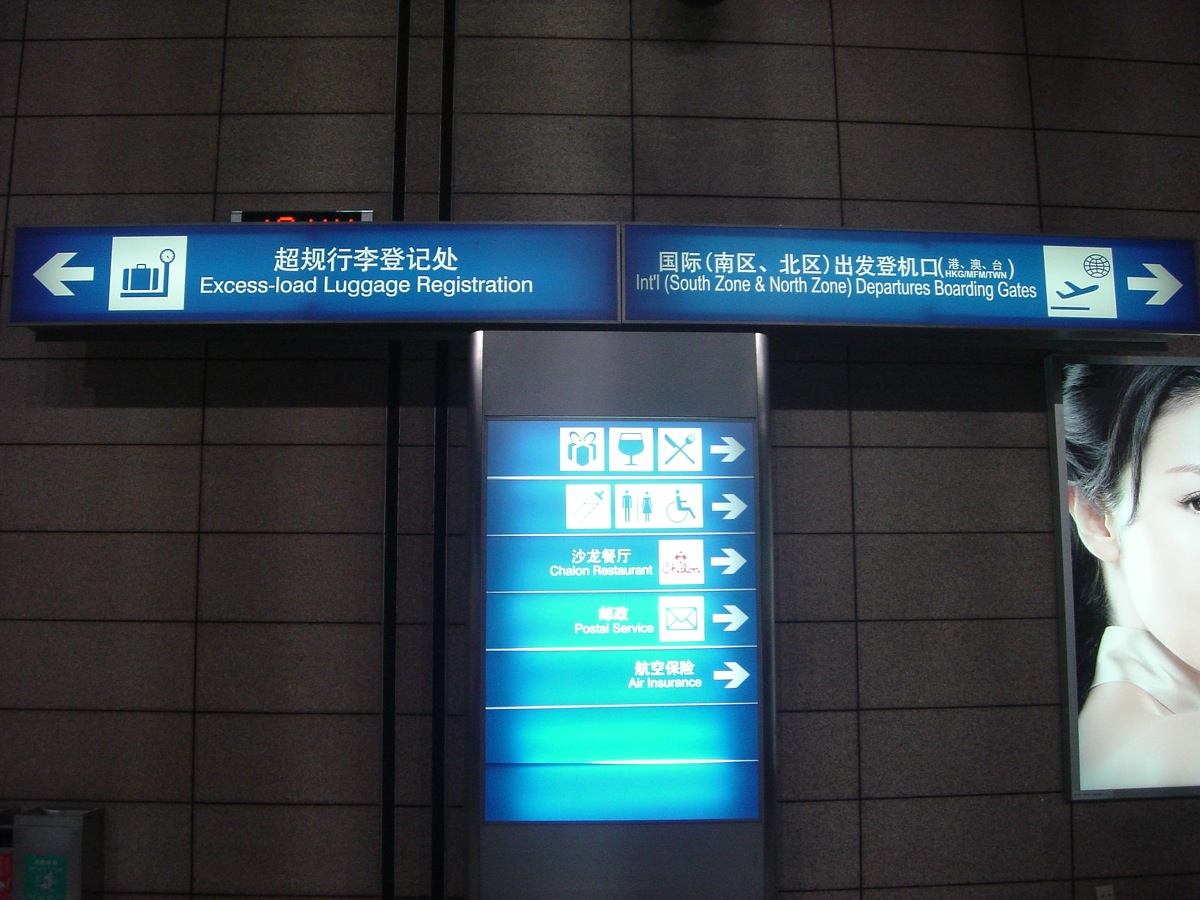 超规行李登记处
Excess-load Luggage Registration
国际(南区、北区)出发登机口(港、澳、台 HKG/MFM/TWN)
Int'l (South Zone & North Zone) Departures Boarding Gates
沙龙餐厅
Chalon Restaurant
Chalon
邮政
Postal Service
航空保险
Air Insurance